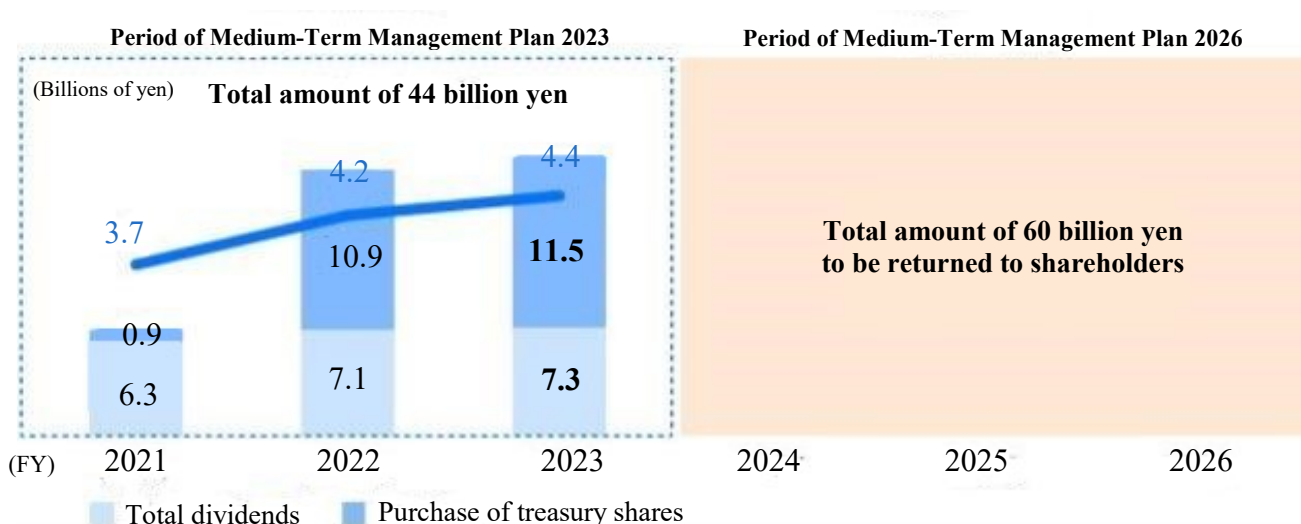 Period of Medium-Term Management Plan 2023
Period of Medium-Term Management Plan 2026
(Billions of yen)
Total amount of 44 billion yen
4.2
4.4
3.7
10.9
11.5
0.9
6.3
7.1
7.3
Total amount of 60 billion yen
to be returned to shareholders
(FY)
2021
2022
2023
2024
2025
2026
Total dividends
Purchase of treasury shares